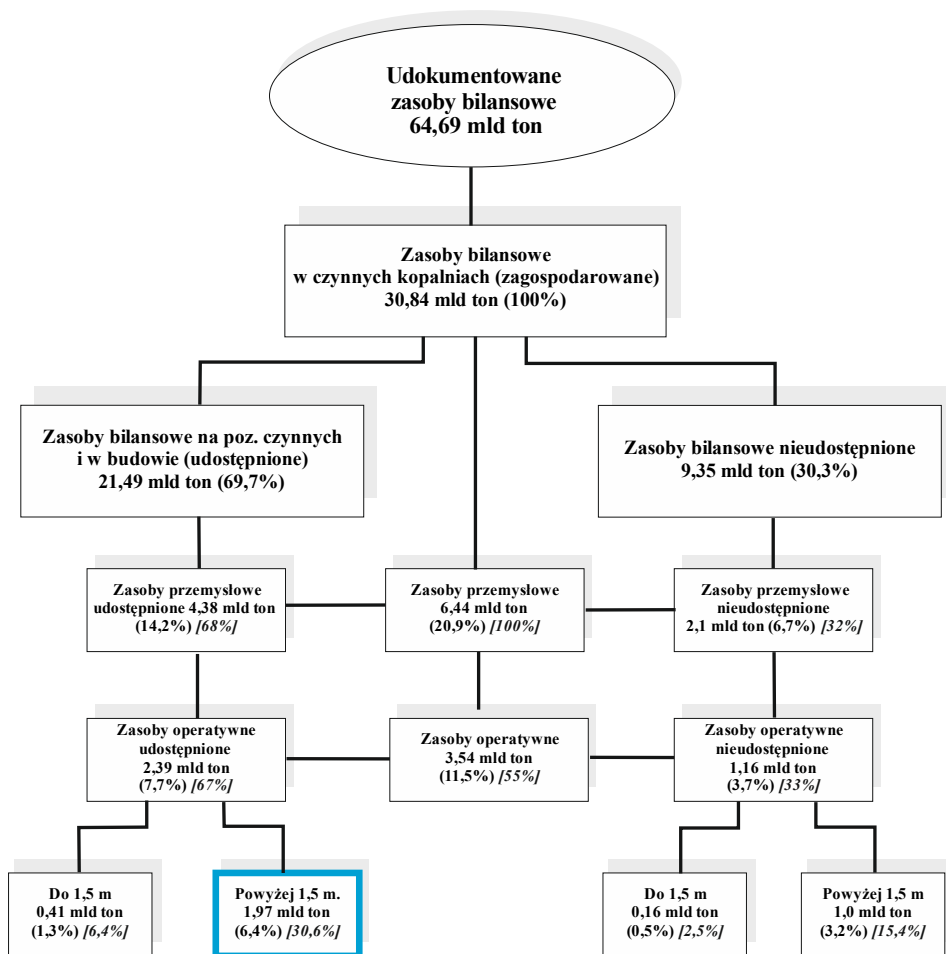 Udokumentowane
zasoby bilansowe
64,69 mld ton
Zasoby bilansowe
w czynnych kopalniach (zagospodarowane)
30,84 mld ton (100%)
Zasoby bilansowe na poz. czynnych
i w budowie (udostępnione)
21,49 mld ton (69,7%)
Zasoby bilansowe nieudostępnione
9,35 mld ton (30,3%)
Zasoby przemysłowe
udostępnione 4,38 mld ton
(14,2%) [68%]
Zasoby przemysłowe
6,44 mld ton
(20,9%) [100%]
Zasoby przemysłowe
nieudostępnione
2,1 mld ton (6,7%) [32%]
Zasoby operatywne
udostępnione
2,39 mld ton
(7,7%) [67%]
Zasoby operatywne
3,54 mld ton
(11,5%) [55%]
Zasoby operatywne
nieudostępnione
1,16 mld ton
(3,7%) [33%]
Do 1,5 m
0,41 mld ton
(1,3%) [6,4%]
Powyżej 1,5 m.
1,97 mld ton
(6,4%) [30,6%]
Do 1,5 m
0,16 mld ton
(0,5%) [2,5%]
Powyżej 1,5 m
1,0 mld ton
(3,2%) [15,4%]